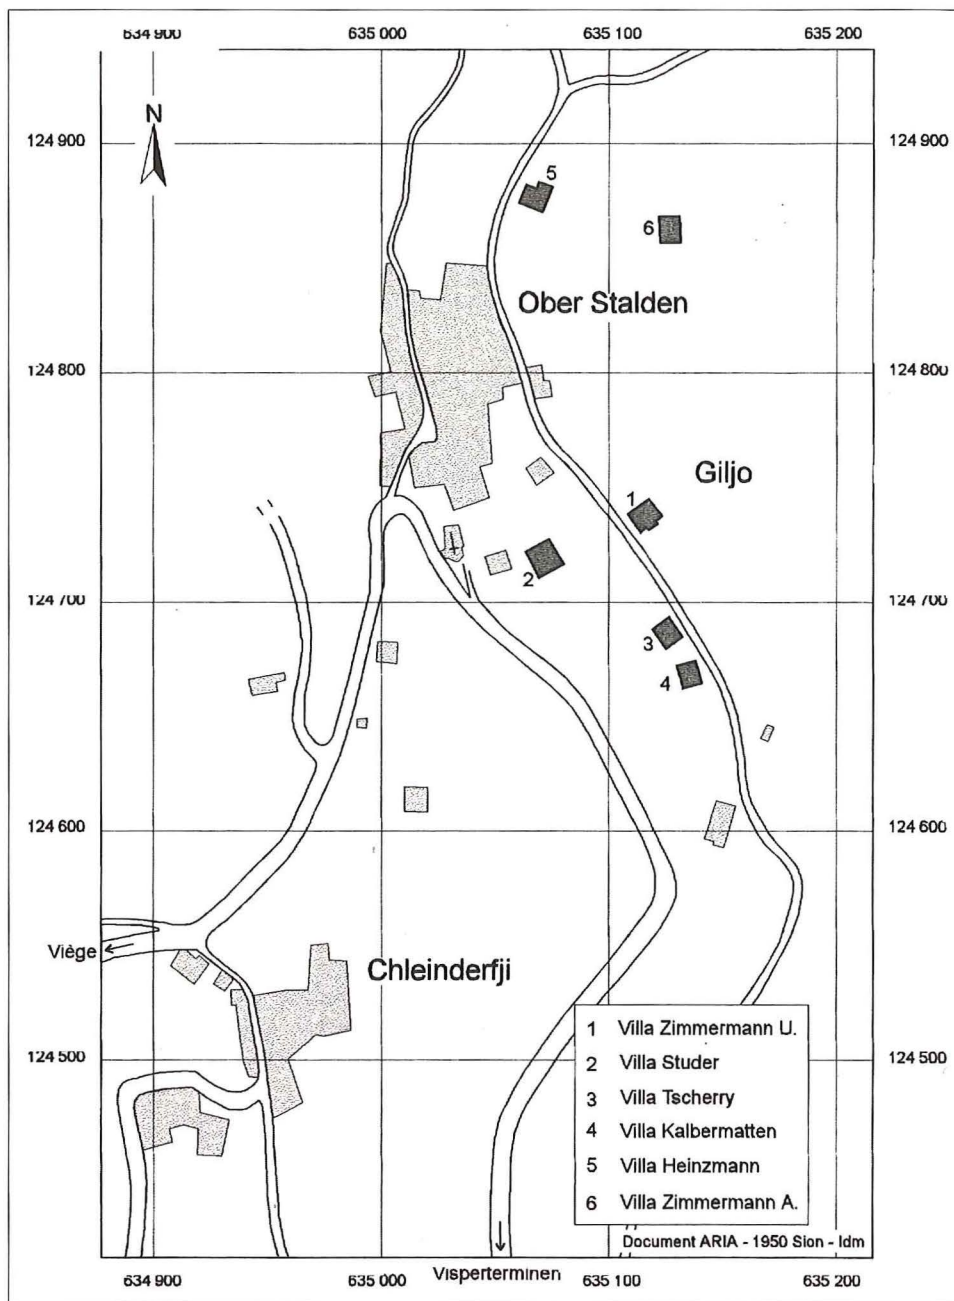 634 900 635 000 635 100 635 200
N
124 900 124 900
5
6
Ober Stalden
124 800 124 800
Giljo
1
2
124 700 124 700
3
4
124 600 124 600
Viège
Chleinderfji
1 Villa Zimmermann U.
124 500 124 500
2 Villa Studer
3 Villa Tscherry
4 Villa Kalbermatten
5 Villa Heinzmann
6 Villa Zimmermann A.
Document ARIA - 1950 Sion - ldm
634 900 635 000 Visperterminen 635 100 635 200